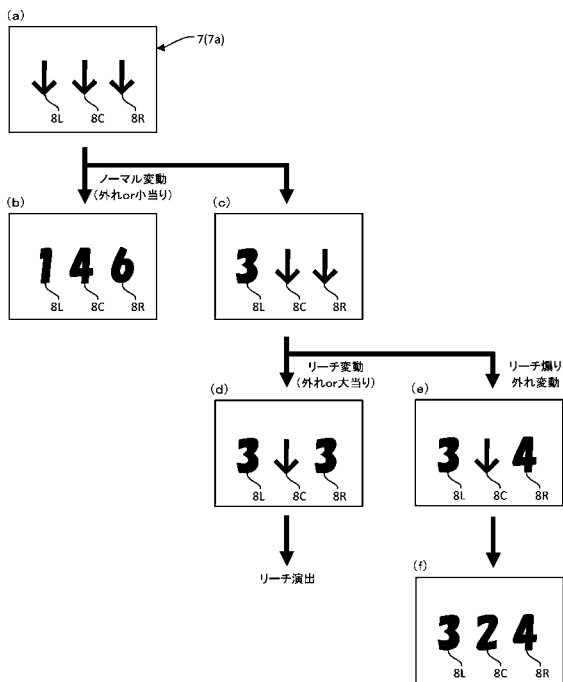 (a)
7(7a)
8L 8C 8R
ノーマル変動
(外れor小当り)
(b)
1 4 6
8L 8C 8R
(c)
3
8L 8C 8R
リーチ変動
(外れor大当り)
リーチ煽り
外れ変動
(d)
3 3
8L 8C 8R
リーチ演出
(e)
3 4
8L 8C 8R
(f)
3 2 4
8L 8C 8R